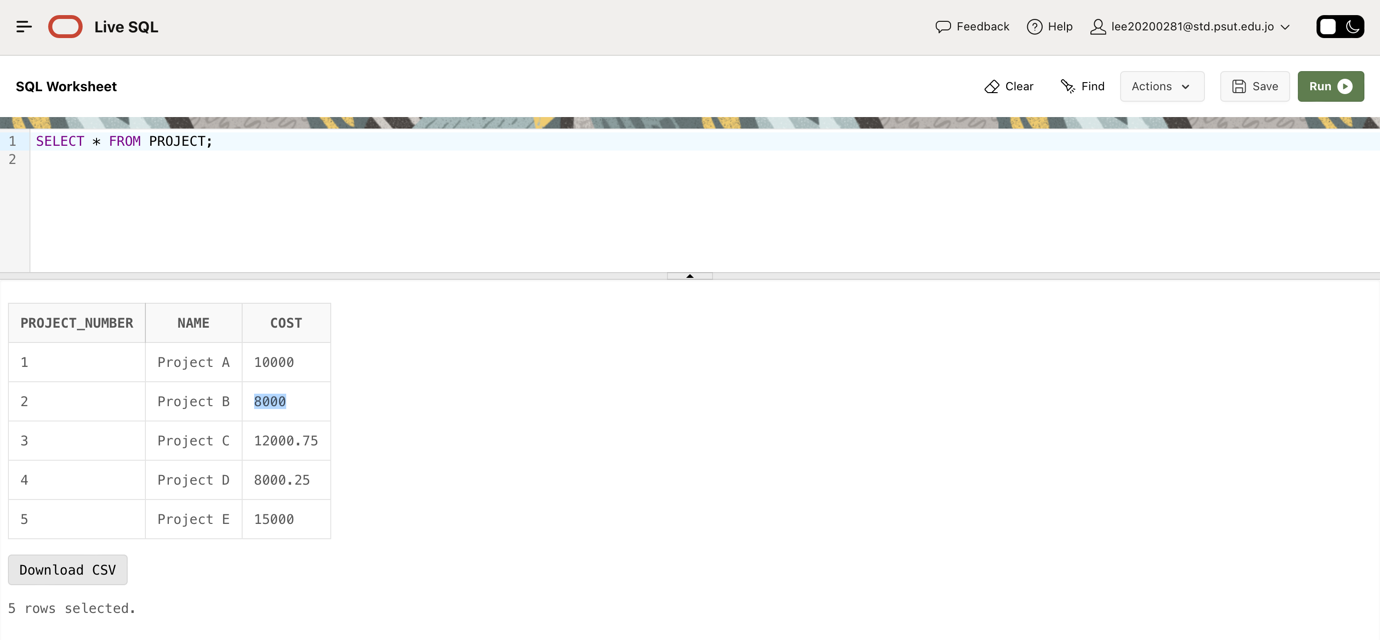 Live SQL
Feedback
Help
lee20200281@std.psut.edu.jo
SQL Worksheet
Clear
Find
Actions
Save
Run
1 SELECT * FROM PROJECT;
2
PROJECT_NUMBER NAME COST
1 Project A 10000
2 Project B 8000
3 Project C 12000.75
4 Project D 8000.25
5 Project E 15000
Download CSV
5 rows selected.